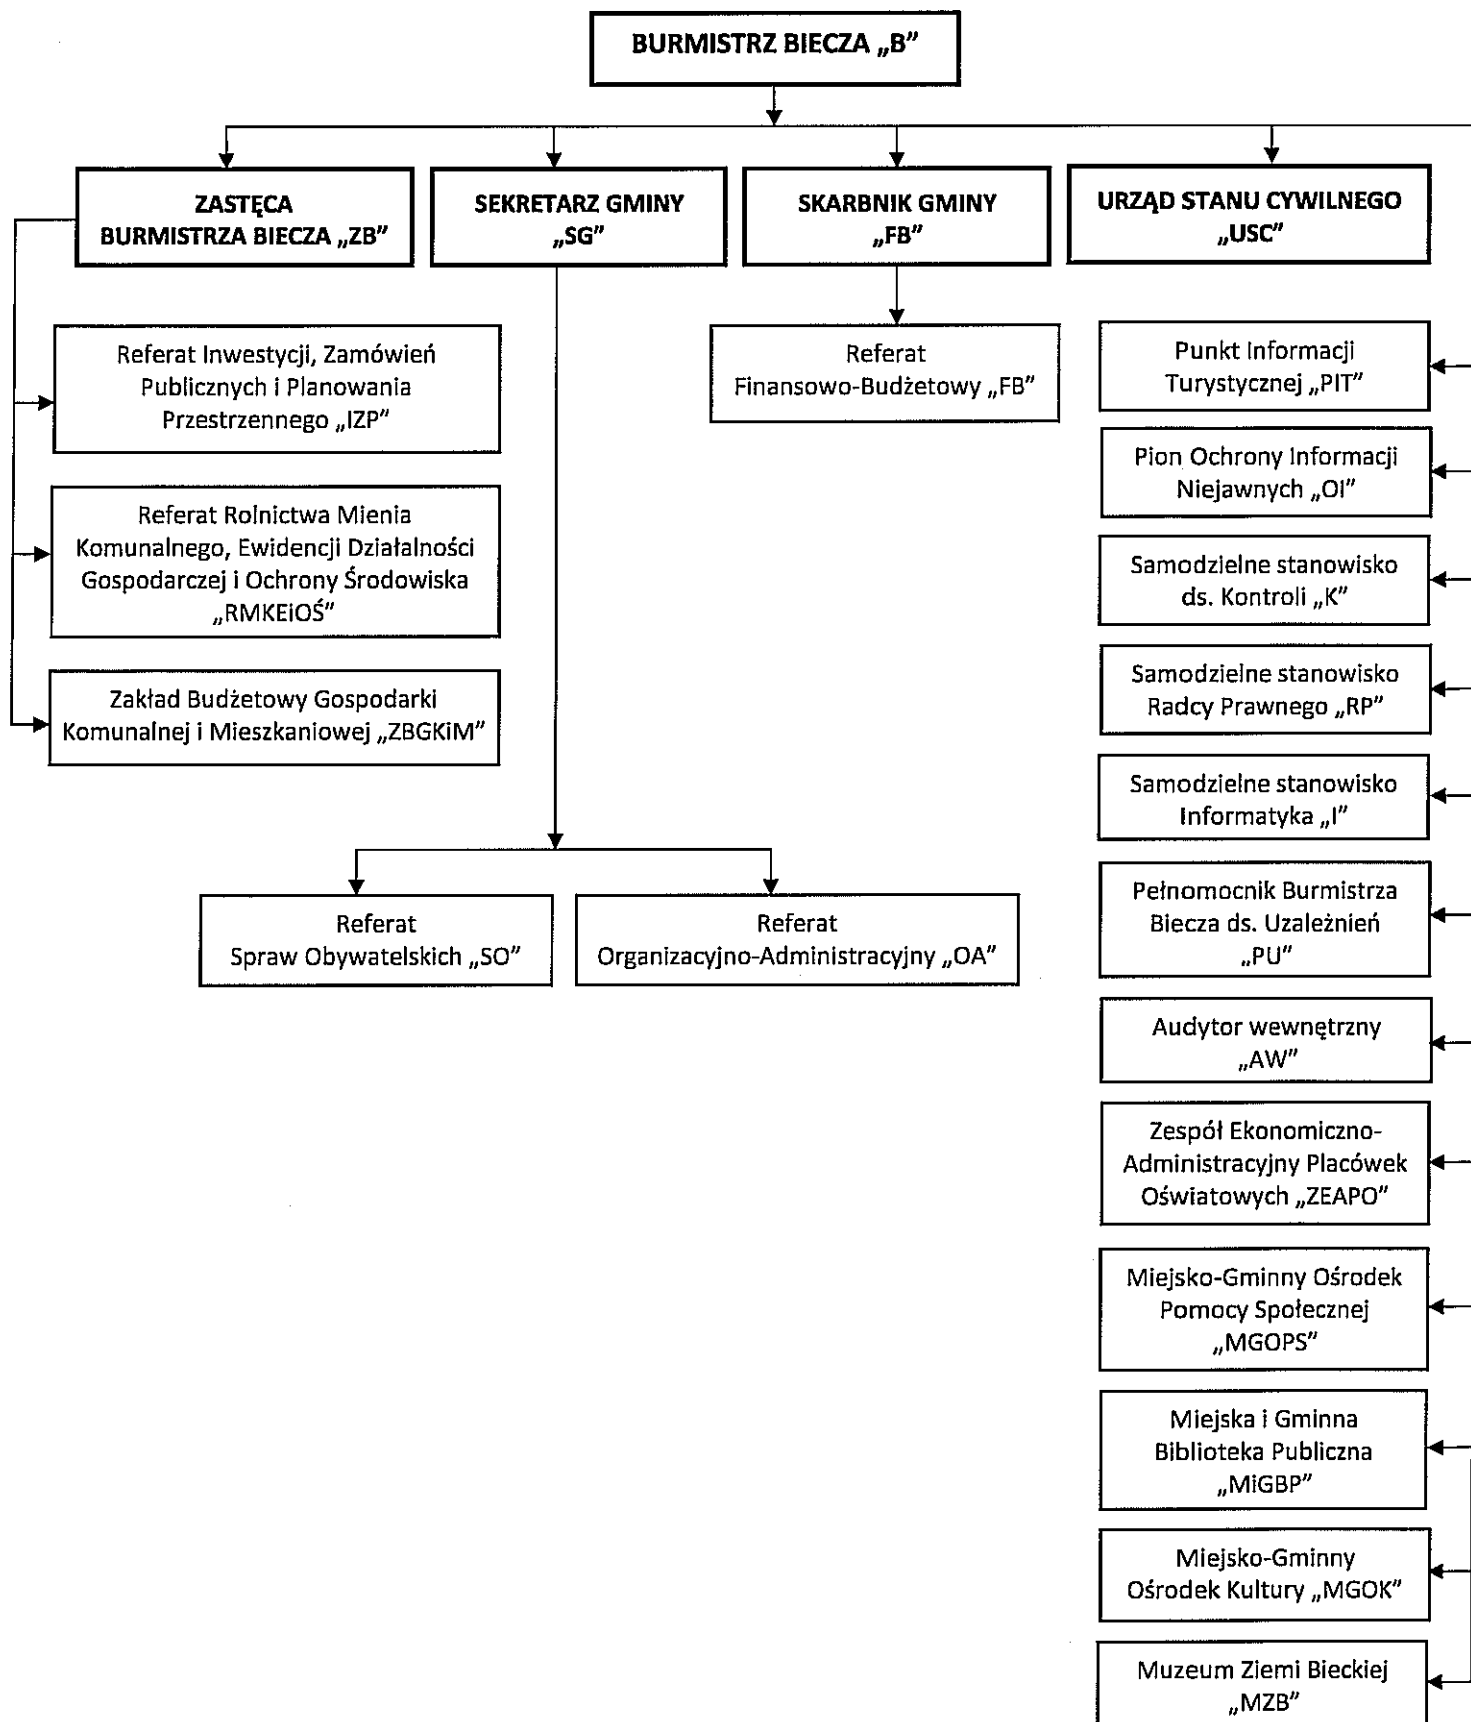 BURMISTRZ BIECZA „B”
ZASTĘCA
BURMISTRZA BIECZA „ZB”
SEKRETARZ GMINY
„SG”
SKARBNIK GMINY
„FB”
URZĄD STANU CYWILNEGO
„USC”
Referat Inwestycji, Zamówień
Publicznych i Planowania
Przestrzennego „IZP”
Referat Rolnictwa Mienia
Komunalnego, Ewidencji Działalności
Gospodarczej i Ochrony Środowiska
„RMKEiOŚ”
Zakład Budżetowy Gospodarki
Komunalnej i Mieszkaniowej „ZBGKiM”
Referat
Spraw Obywatelskich „SO”
Referat
Organizacyjno-Administracyjny „OA”
Referat
Finansowo-Budżetowy „FB”
Punkt Informacji
Turystycznej „PIT”
Pion Ochrony Informacji
Niejawnych „OI”
Samodzielne stanowisko
ds. Kontroli „K”
Samodzielne stanowisko
Radcy Prawnego „RP”
Samodzielne stanowisko
Informatyka „I”
Pełnomocnik Burmistrza
Biecza ds. Uzależnień
„PU”
Audytor wewnętrzny
„AW”
Zespół Ekonomiczno-
Administracyjny Placówek
Oświatowych „ZEAPO”
Miejsko-Gminny Ośrodek
Pomocy Społecznej
„MGOPS”
Miejska i Gminna
Biblioteka Publiczna
„MiGBP”
Miejsko-Gminny
Ośrodek Kultury „MGOK”
Muzeum Ziemi Bieckiej
„MZB”